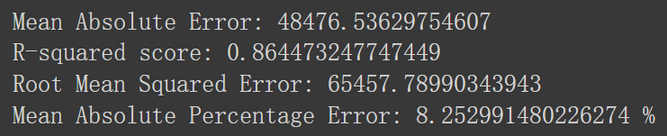 Mean Absolute Error: 48476.53629754607
R-squared score: 0.864473247747449
Root Mean Squared Error: 65457.78990343943
Mean Absolute Percentage Error: 8.252991480226274 %